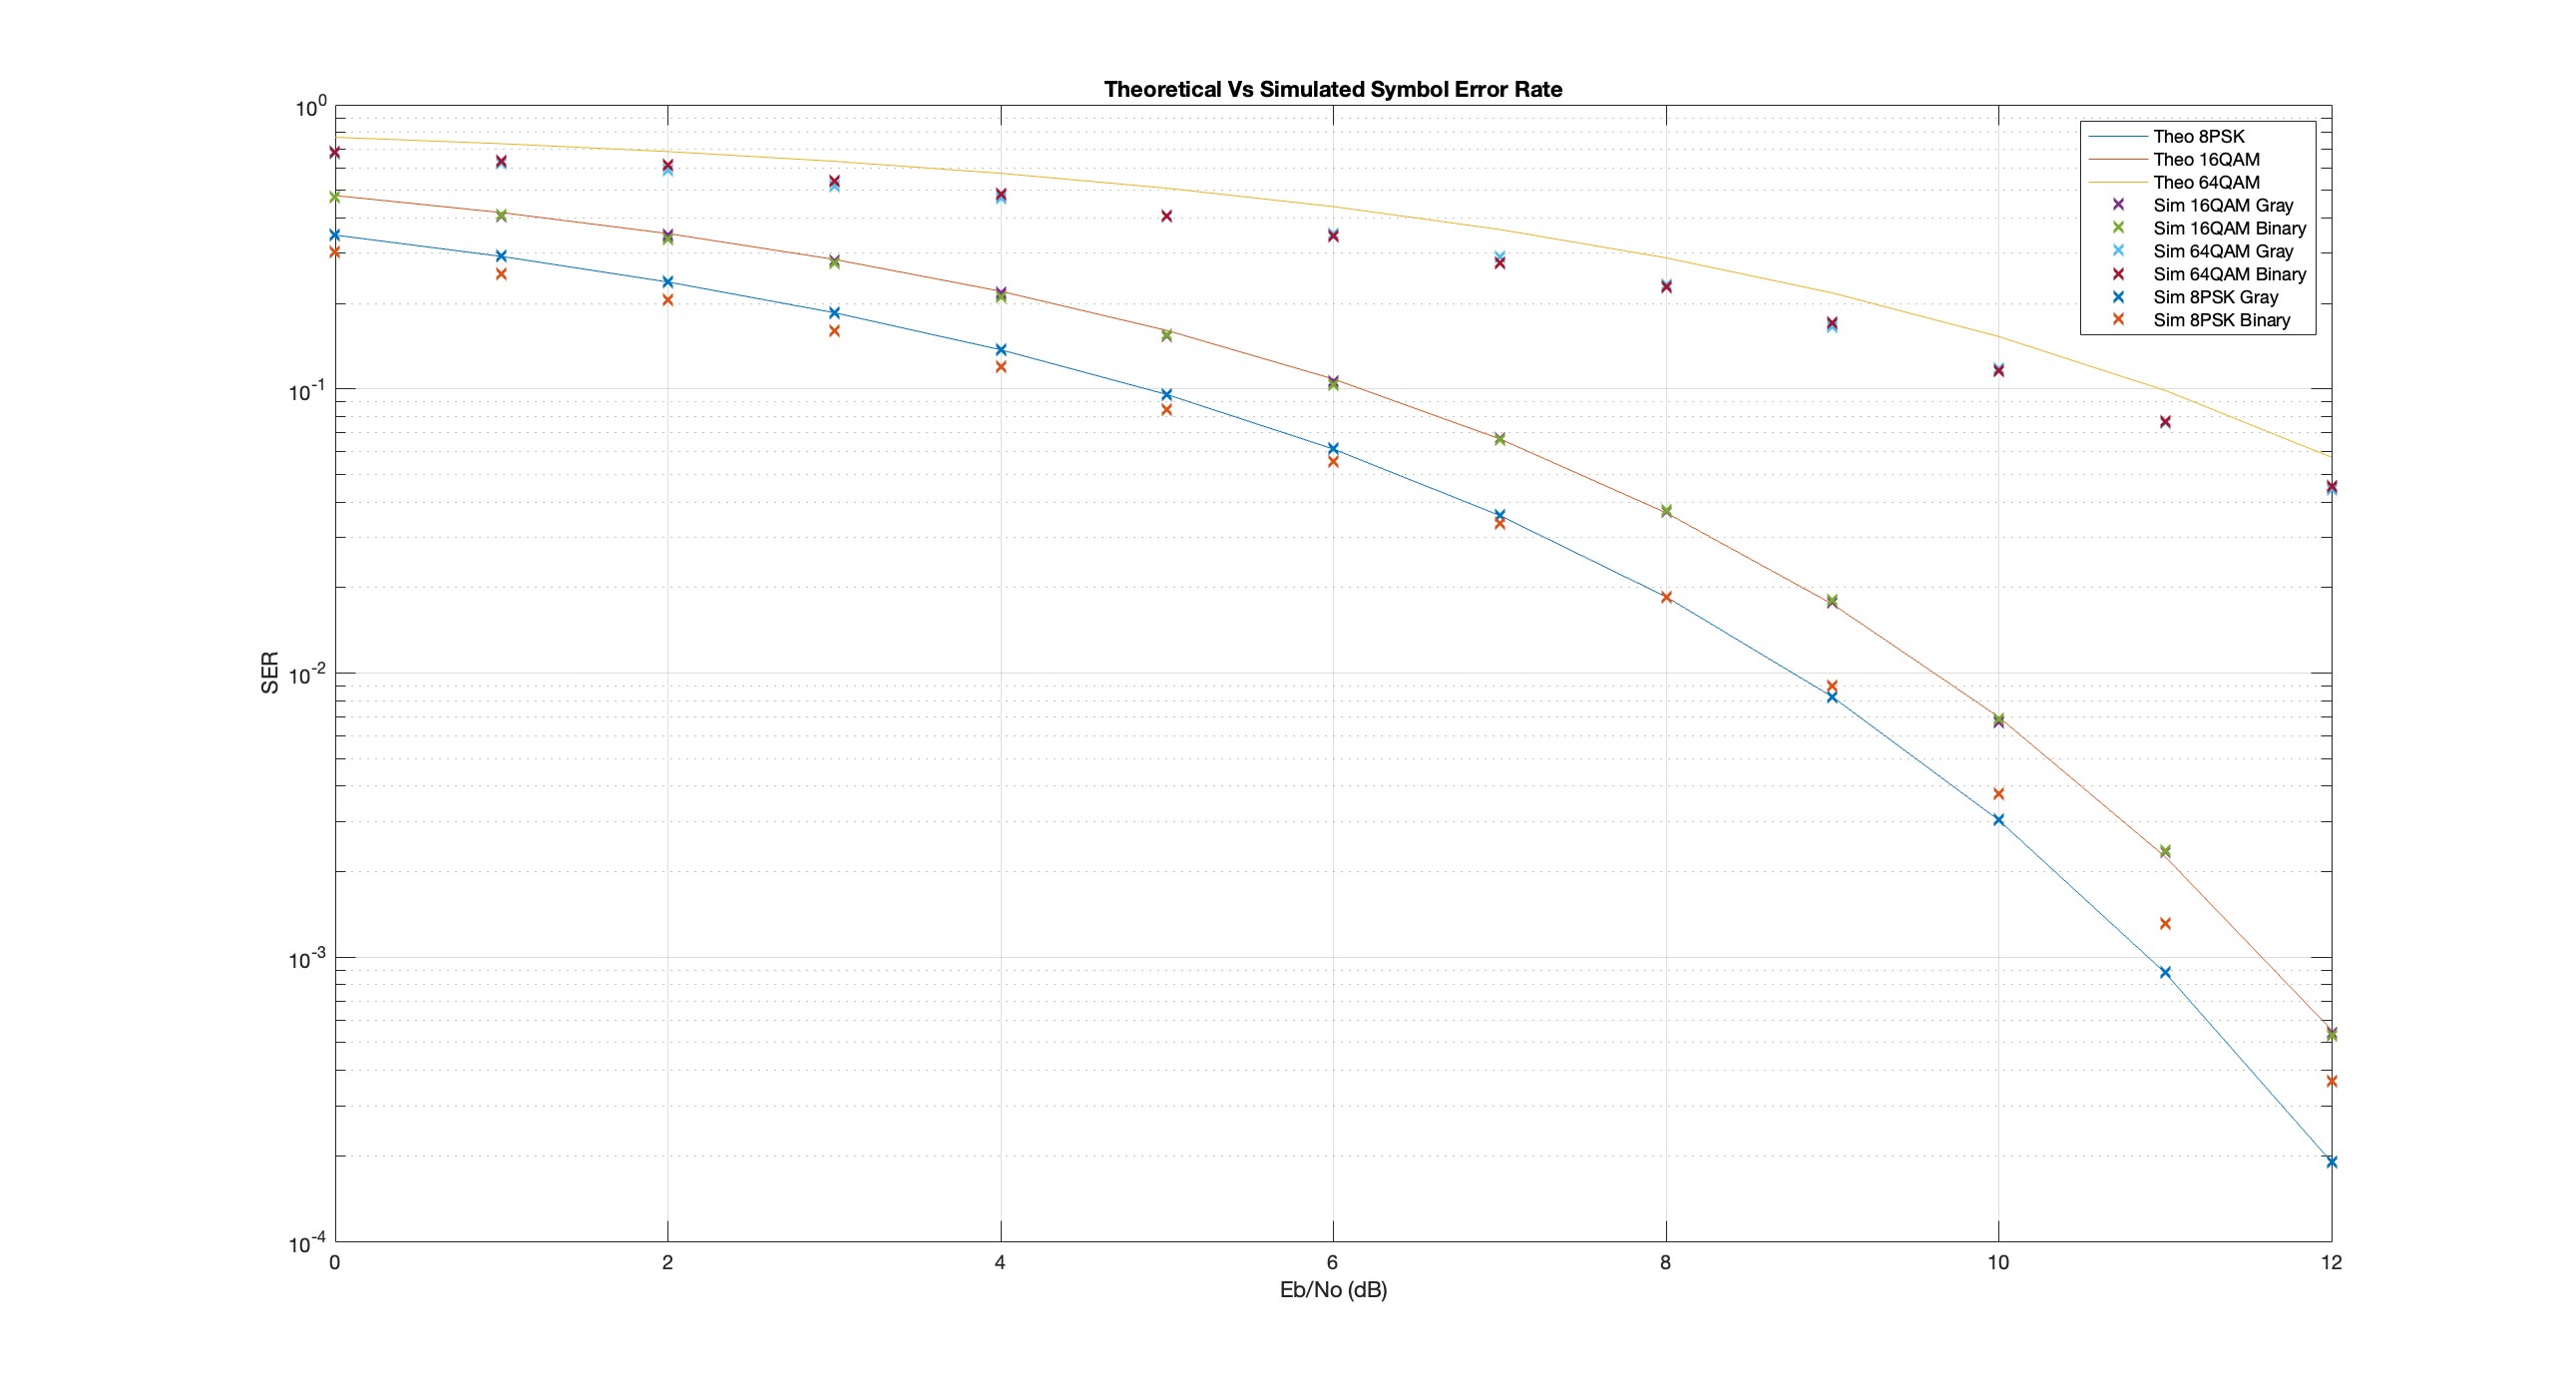 Theoretical Vs Simulated Symbol Error Rate
10^0
10^-1
10^-2
10^-3
10^-4
SER
0 2 4 6 8 10 12
Eb/No (dB)
Theo 8PSK
Theo 16QAM
Theo 64QAM
Sim 16QAM Gray
Sim 16QAM Binary
Sim 64QAM Gray
Sim 64QAM Binary
Sim 8PSK Gray
Sim 8PSK Binary